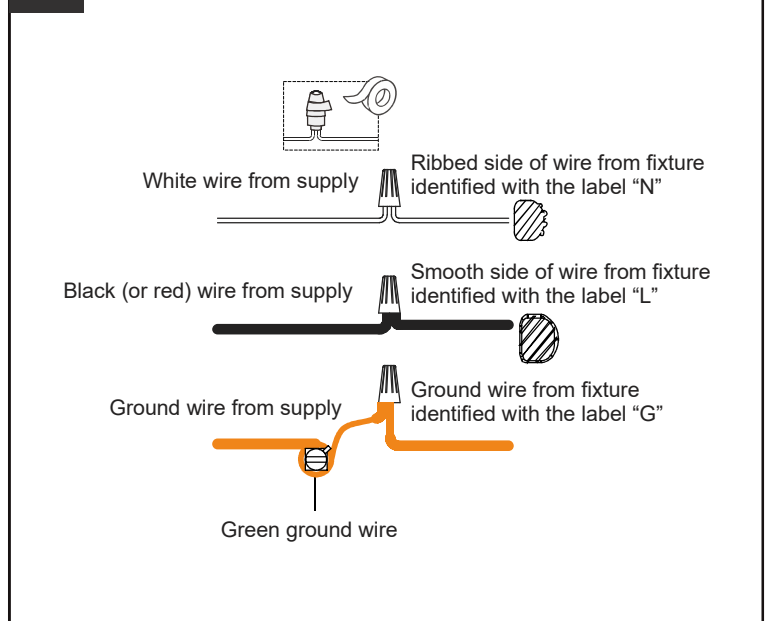 White wire from supply
Ribbed side of wire from fixture
identified with the label “N”
Black (or red) wire from supply
Smooth side of wire from fixture
identified with the label “L”
Ground wire from supply
Ground wire from fixture
identified with the label “G”
Green ground wire